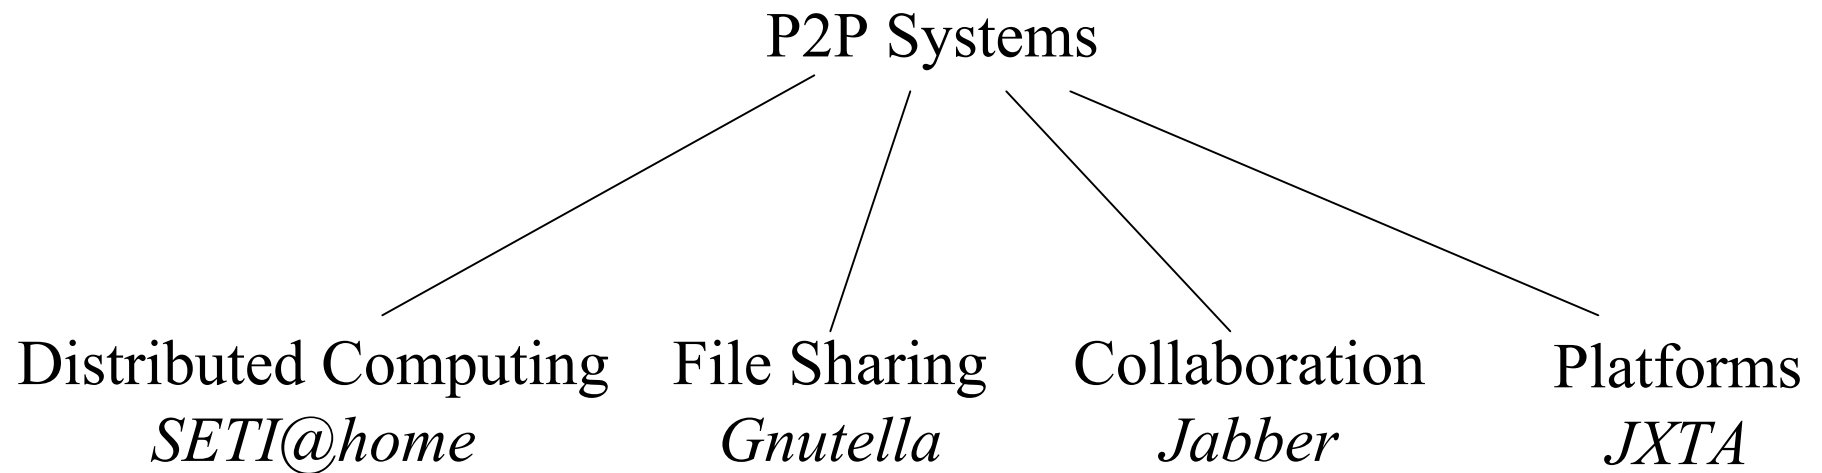 P2P Systems
Distributed Computing
SETI@home
File Sharing
Gnutella
Collaboration
Jabber
Platforms
JXTA